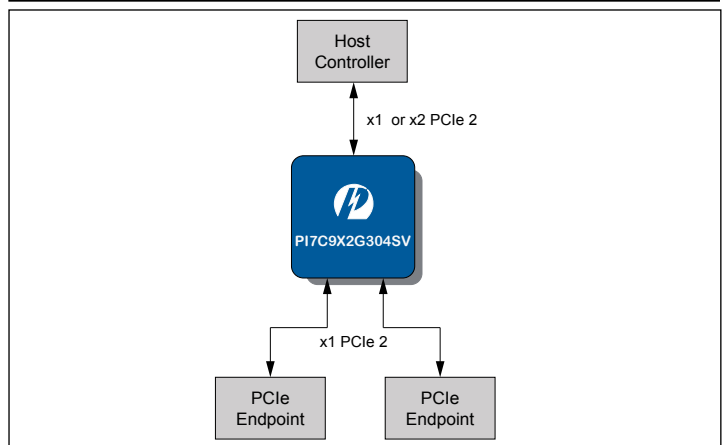 Host
Controller
x1 or x2 PCIe 2
PI7C9X2G304SV
x1 PCIe 2
PCIe
Endpoint
PCIe
Endpoint